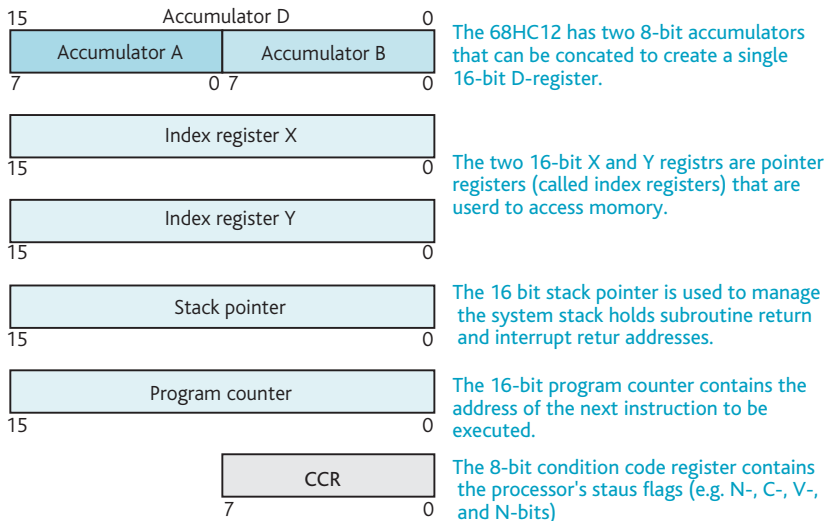 Accumulator D
15 0
Accumulator A Accumulator B
7 0 7 0
The 68HC12 has two 8-bit accumulators
that can be concated to create a single
16-bit D-register.
Index register X
15 0
Index register Y
15 0
The two 16-bit X and Y registrs are pointer
registers (called index registers) that are
userd to access momory.
Stack pointer
15 0
The 16 bit stack pointer is used to manage
the system stack holds subroutine return
and interrupt retur addresses.
Program counter
15 0
The 16-bit program counter contains the
address of the next instruction to be
executed.
CCR
7 0
The 8-bit condition code register contains
the processor's staus flags (e.g. N-, C-, V-,
and N-bits)